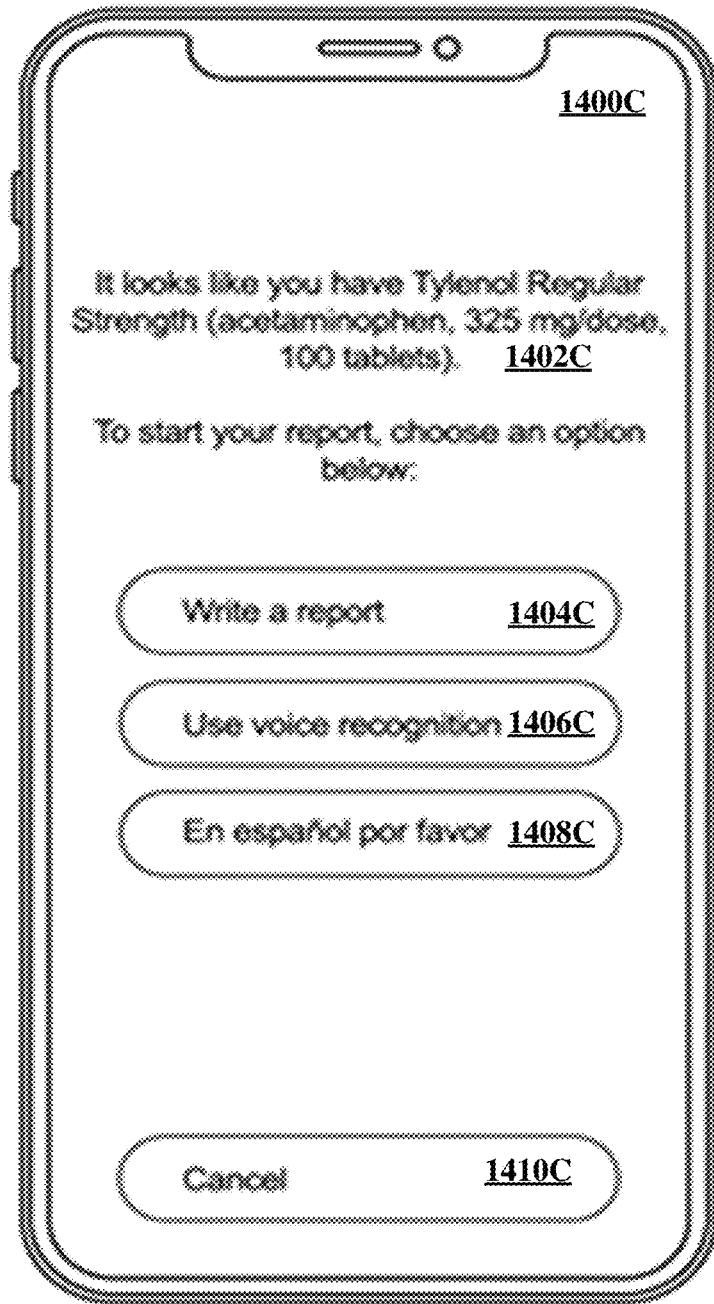 1400C
It looks like you have Tylenol Regular
Strength (acetaminophen, 325 mg/dose,
100 tablets). 1402C
To start your report, choose an option
below:
Write a report 1404C
Use voice recognition 1406C
En español por favor 1408C
Cancel 1410C